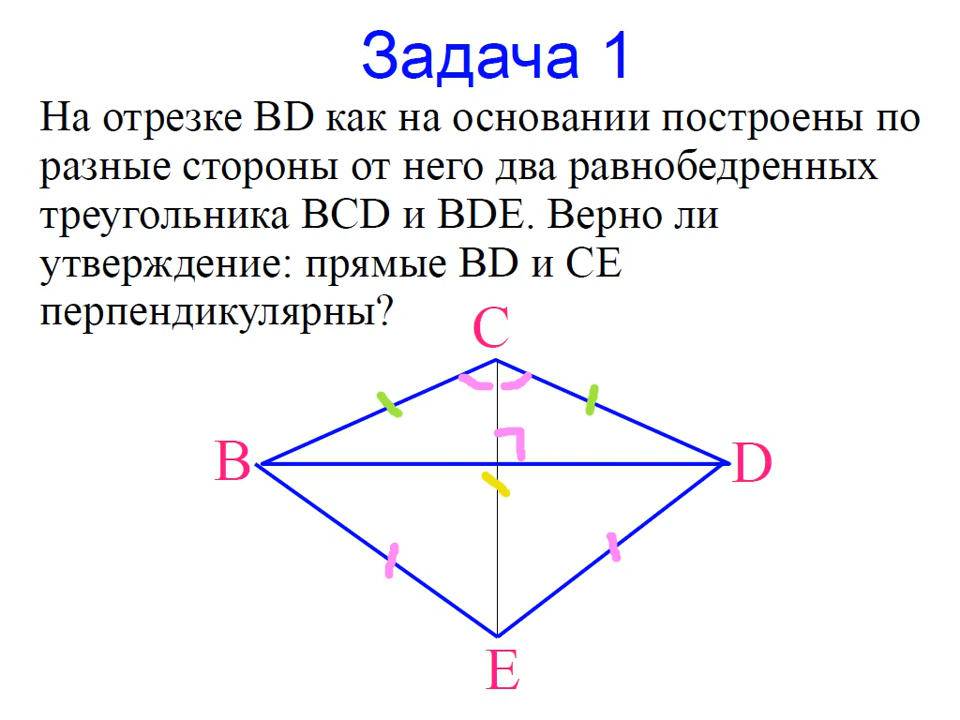 Задача 1
На отрезке BD как на основании построены по
разные стороны от него два равнобедренных
треугольника BCD и BDE. Верно ли
утверждение: прямые BD и CE
перпендикулярны?
C
B
D
E